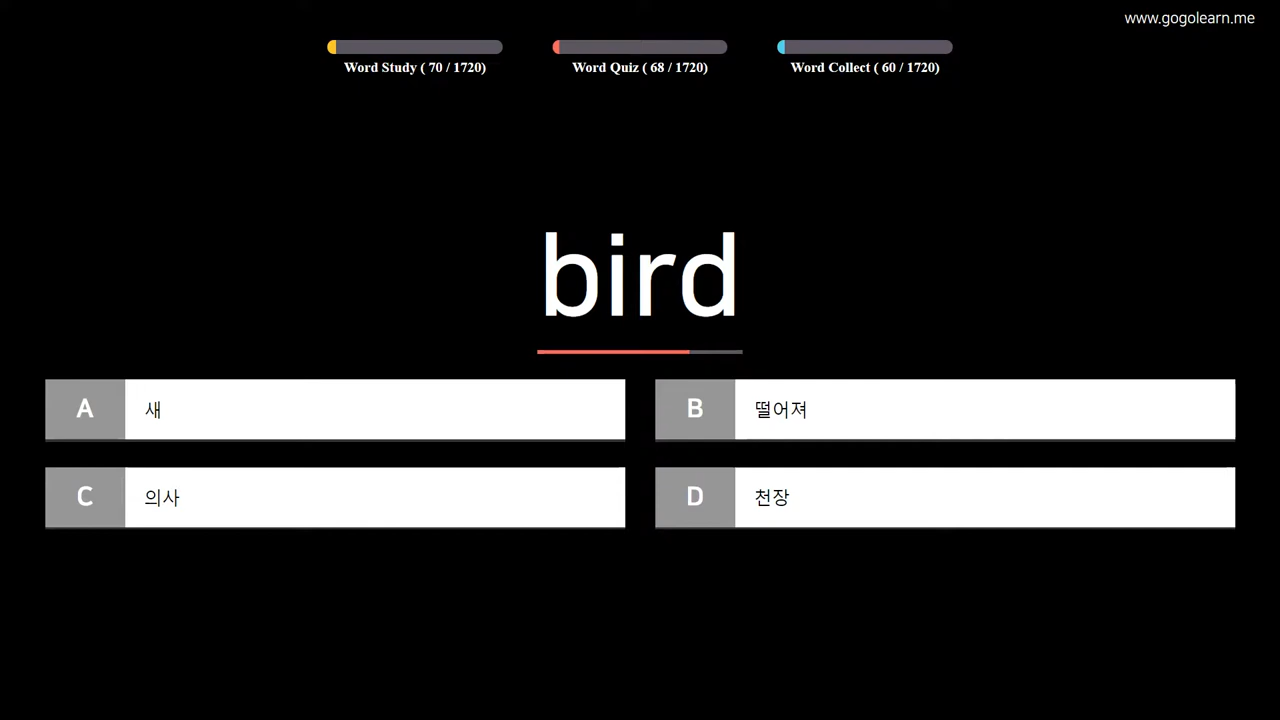 www.gogolearn.me
Word Study ( 70 / 1720)
Word Quiz ( 68 / 1720)
Word Collect ( 60 / 1720)
bird
A 새
B 떨어져
C 의사
D 천장